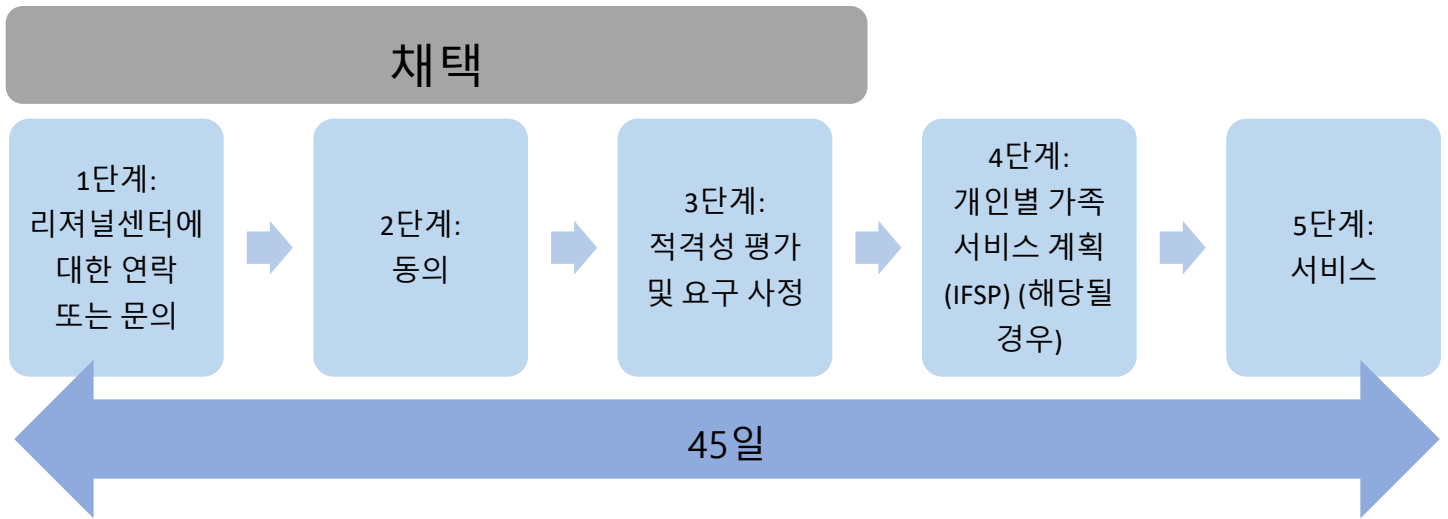 채택
1단계:
리져널센터에
대한 연락
또는 문의
2단계:
동의
3단계:
적격성 평가
및 요구 사정
4단계:
개인별 가족
서비스 계획
(IFSP) (해당될
경우)
5단계:
서비스
45일